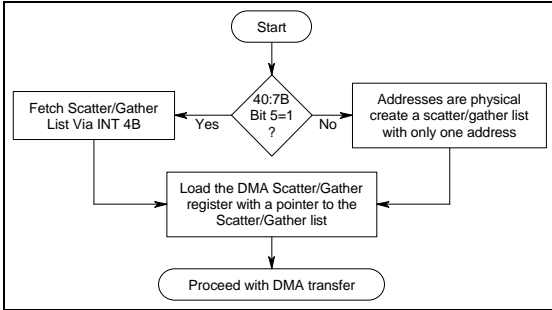 Start
40:7B
Bit 5=1
?
Yes
No
Fetch Scatter/Gather
List Via INT 4B
Addresses are physical
create a scatter/gather list
with only one address
Load the DMA Scatter/Gather
register with a pointer to the
Scatter/Gather list
Proceed with DMA transfer